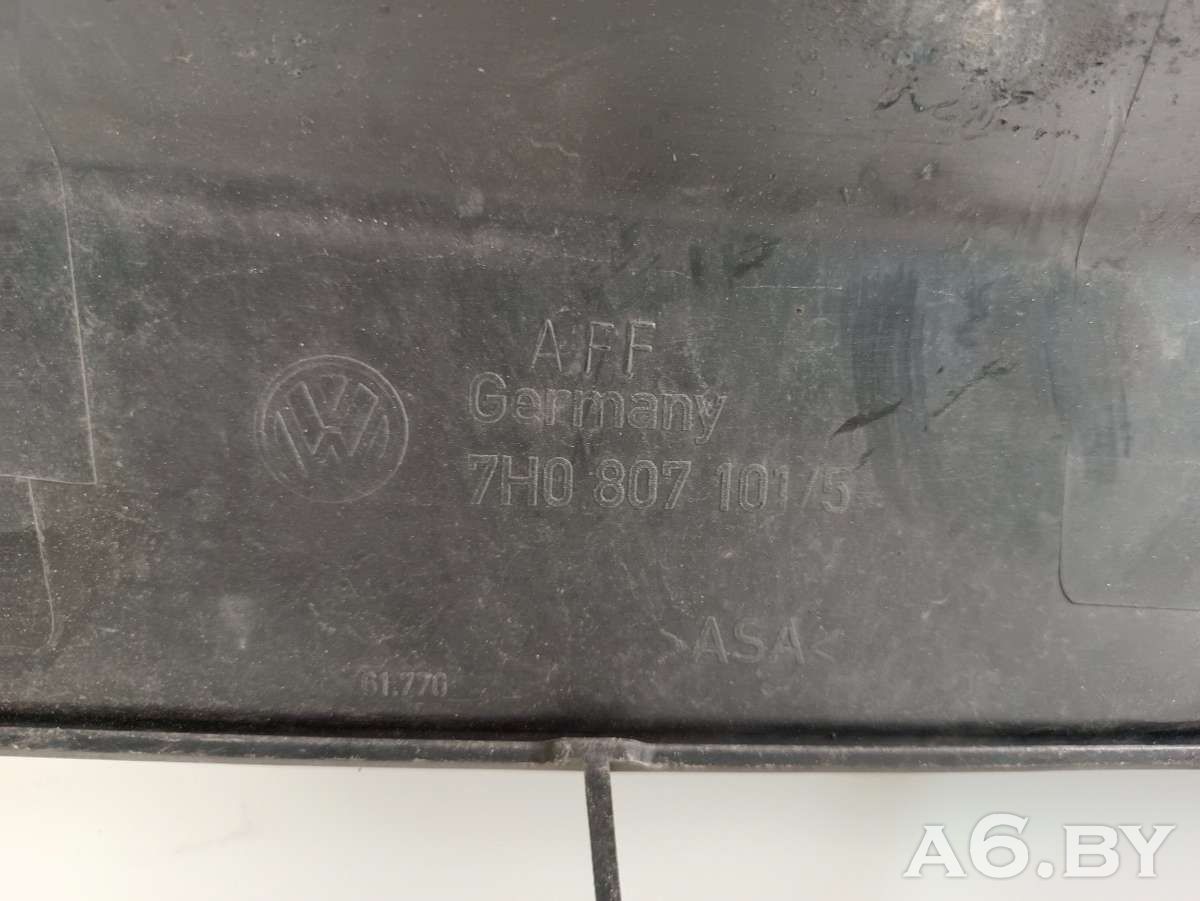 AFF
Germany
7H0 807 101/5
>ASA<
61.770
A6.BY